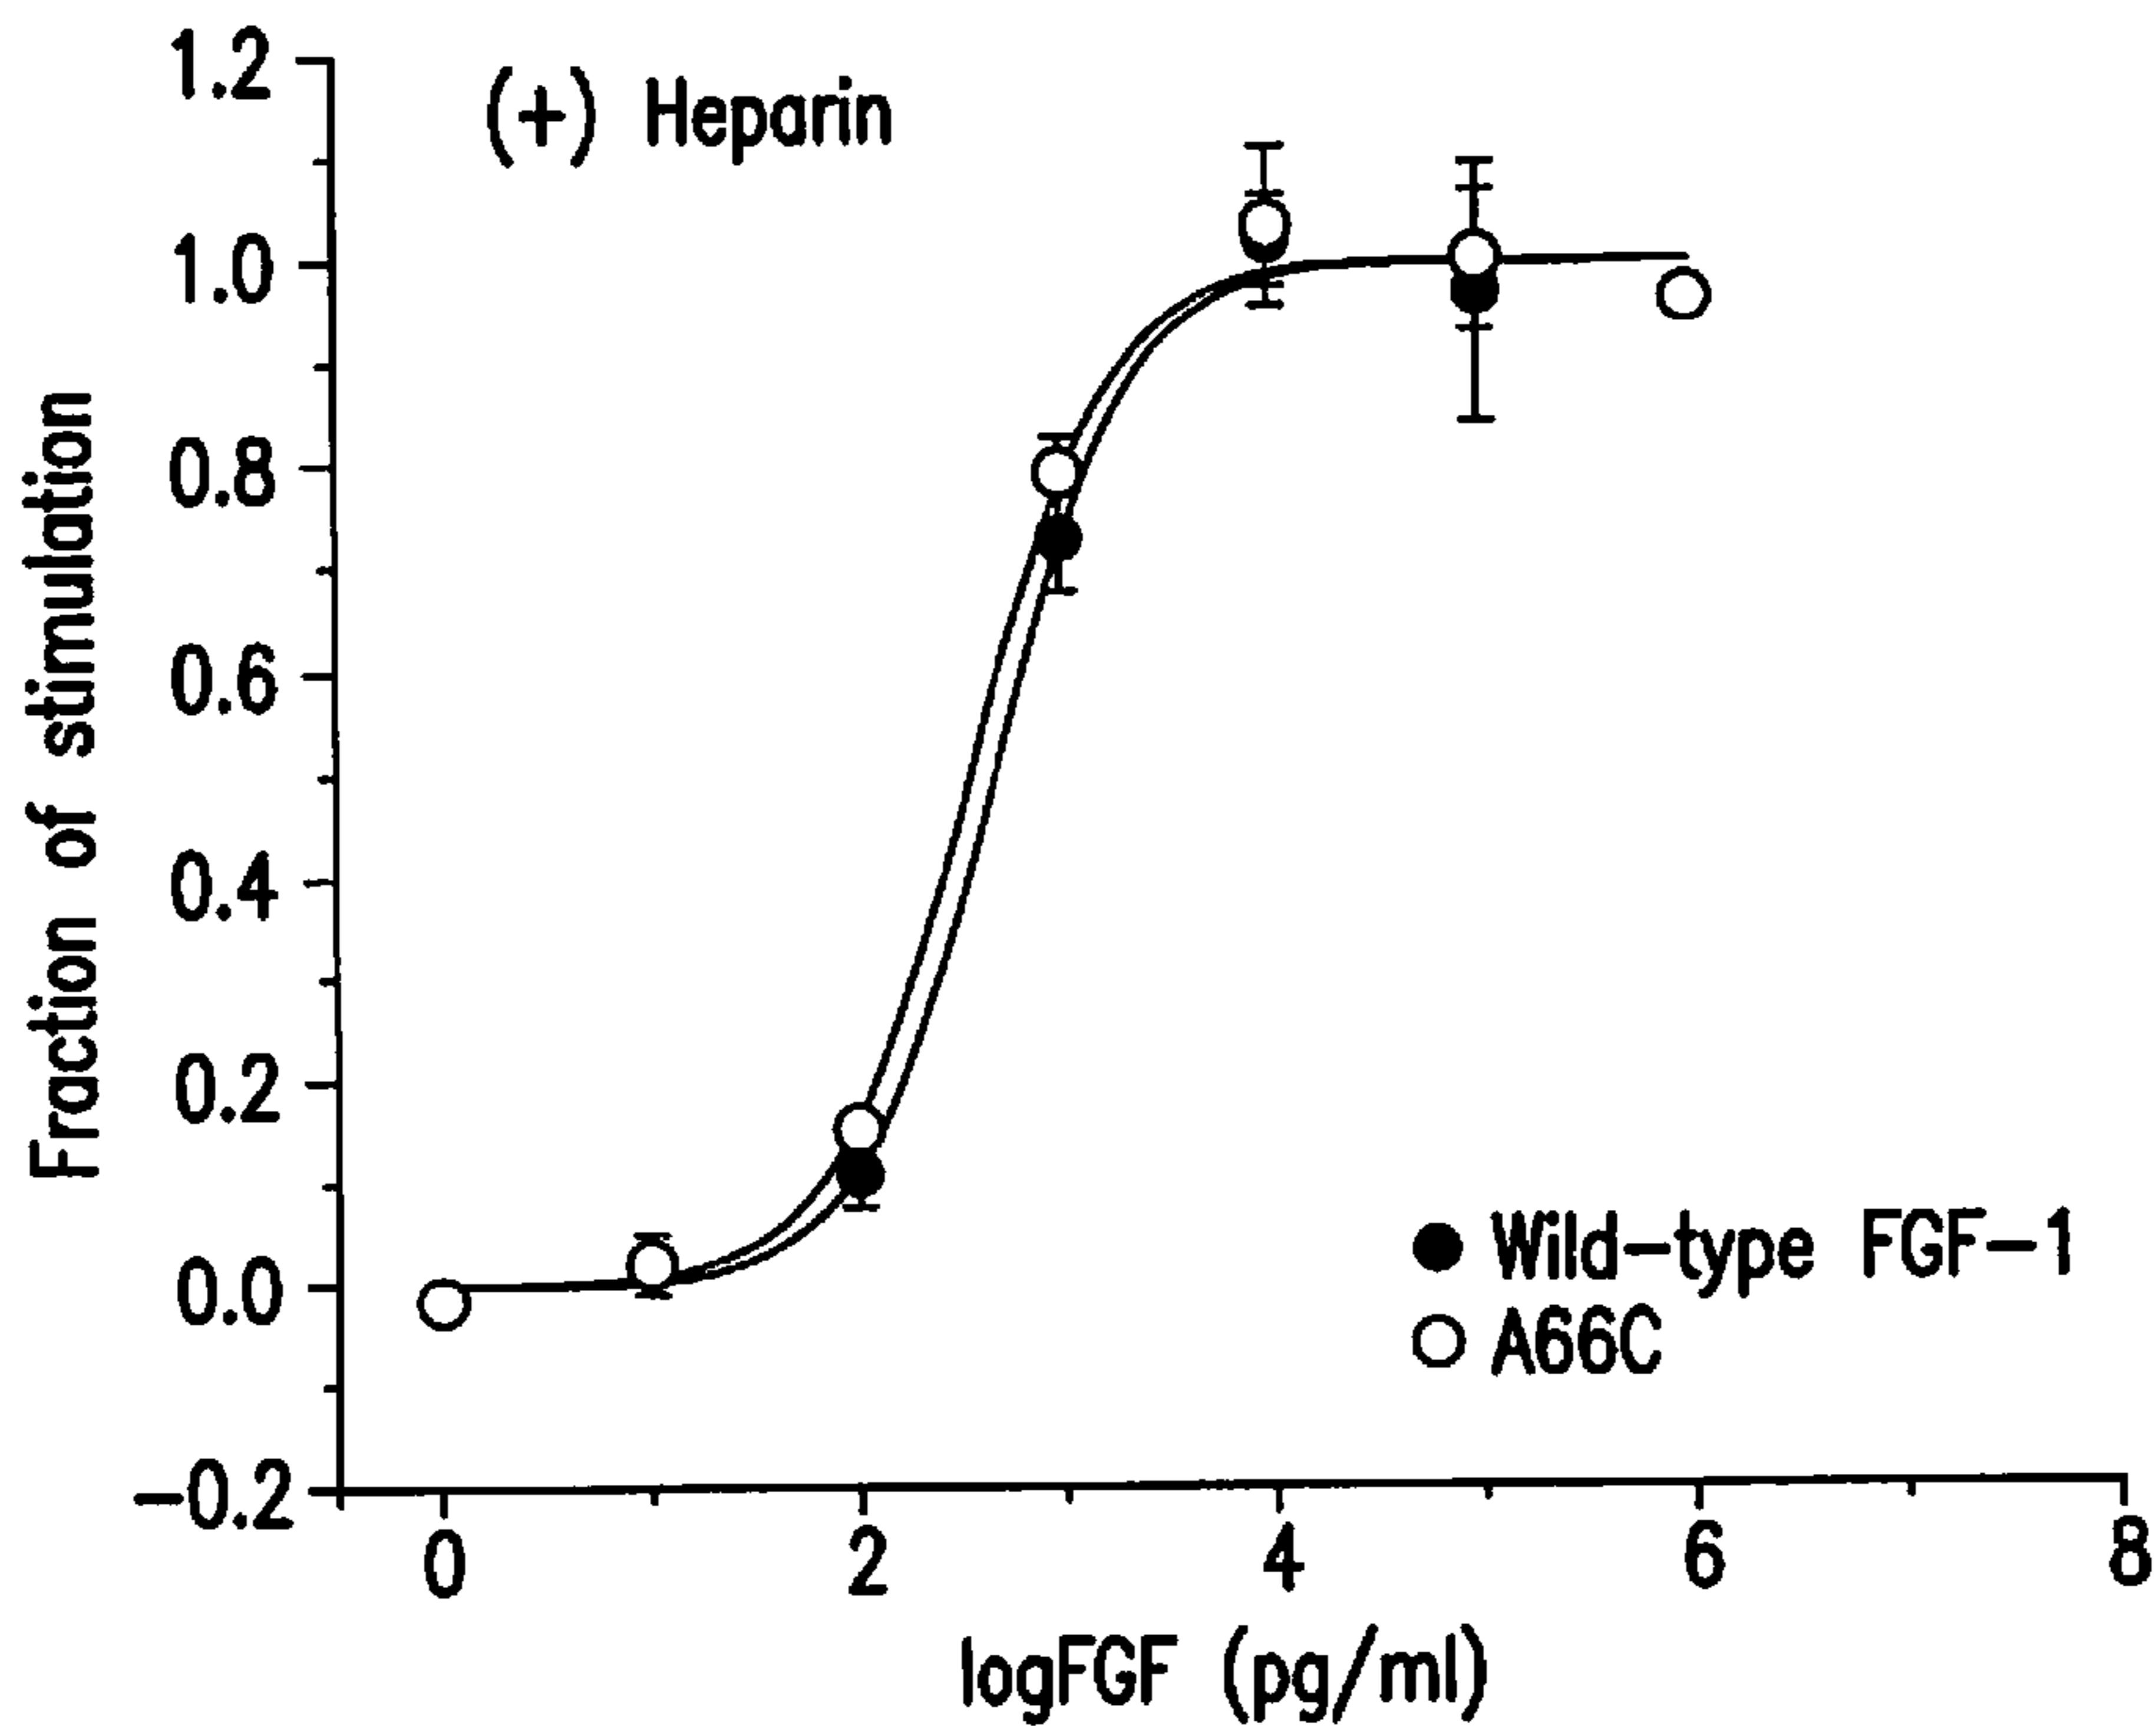 (+) Heparin
1.2
1.0
0.8
0.6
0.4
0.2
0.0
-0.2
Fraction of stimulation
Wild-type FGF-1
A66C
0 2 4 6 8
logFGF (pg/ml)